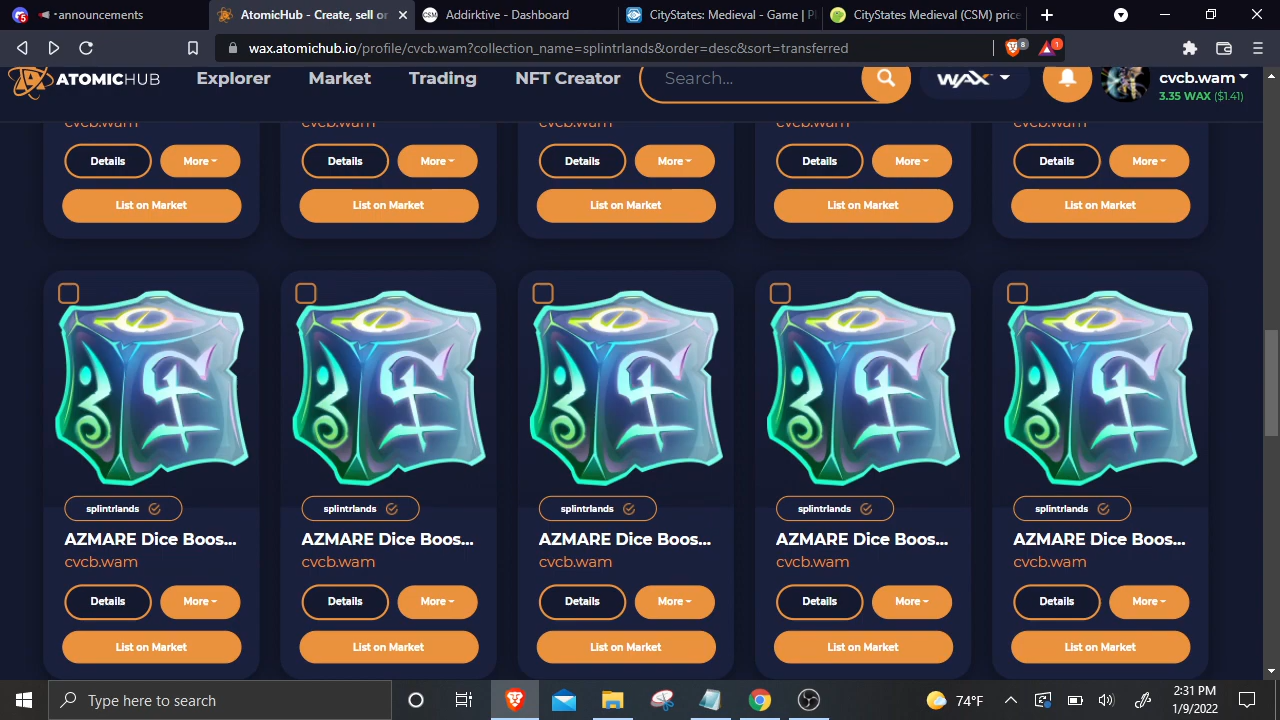 5 announcements
AtomicHub - Create, sell or
CSM Addirktive - Dashboard
CityStates: Medieval - Game | Pl
CityStates Medieval (CSM) price
wax.atomichub.io/profile/cvcb.wam?collection_name=splintrlands&order=desc&sort=transferred
8 1
ATOMICHUB Explorer Market Trading NFT Creator Search... WAX cvcb.wam
3.35 WAX ($1.41)
cvcb.wam cvcb.wam cvcb.wam cvcb.wam cvcb.wam
Details More Details More Details More Details More Details More
List on Market List on Market List on Market List on Market List on Market
splintrlands splintrlands splintrlands splintrlands splintrlands
AZMARE Dice Boos... AZMARE Dice Boos... AZMARE Dice Boos... AZMARE Dice Boos... AZMARE Dice Boos...
cvcb.wam cvcb.wam cvcb.wam cvcb.wam cvcb.wam
Details More Details More Details More Details More Details More
List on Market List on Market List on Market List on Market List on Market
Type here to search
74°F
2:31 PM
1/9/2022